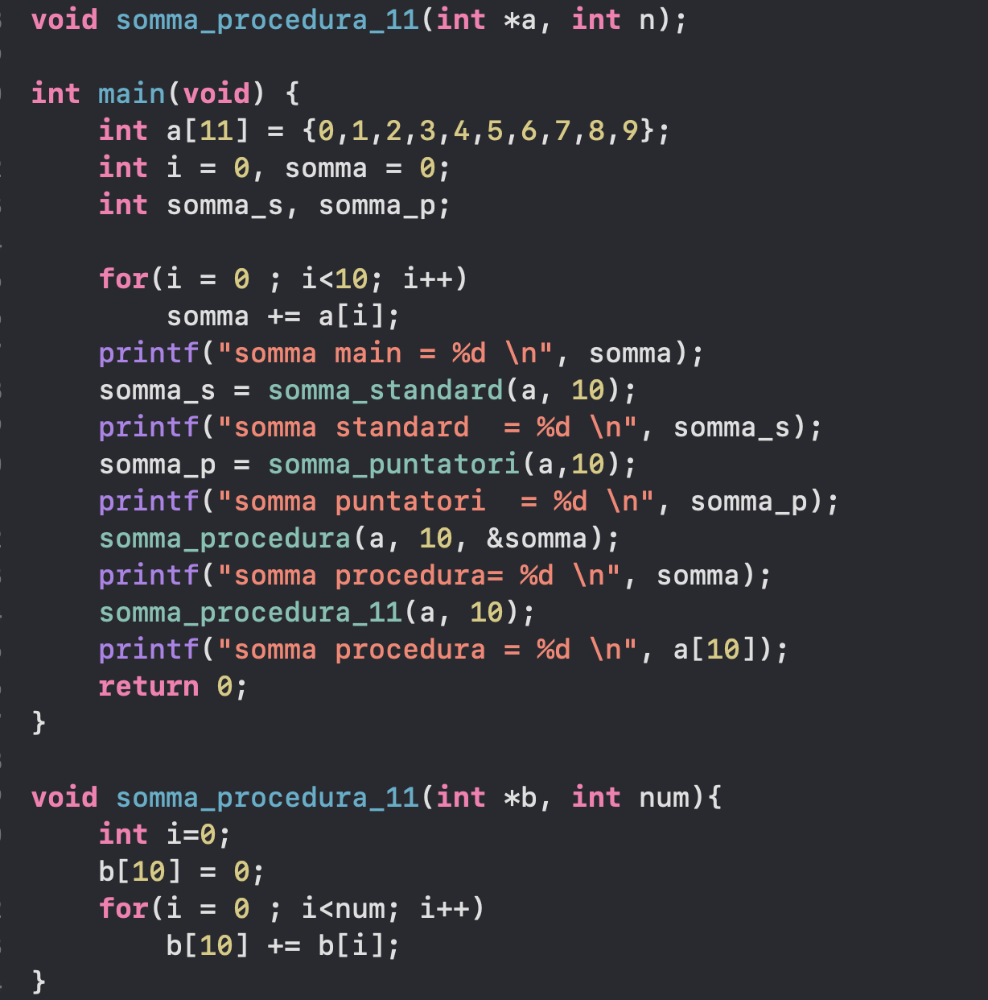 void somma_procedura_11(int *a, int n);
int main(void) {
    int a[11] = {0,1,2,3,4,5,6,7,8,9};
    int i = 0, somma = 0;
    int somma_s, somma_p;
    for(i = 0 ; i<10; i++)
        somma += a[i];
    printf("somma main = %d \n", somma);
    somma_s = somma_standard(a, 10);
    printf("somma standard  = %d \n", somma_s);
    somma_p = somma_puntatori(a,10);
    printf("somma puntatori  = %d \n", somma_p);
    somma_procedura(a, 10, &somma);
    printf("somma procedura= %d \n", somma);
    somma_procedura_11(a, 10);
    printf("somma procedura = %d \n", a[10]);
    return 0;
}
void somma_procedura_11(int *b, int num){
    int i=0;
    b[10] = 0;
    for(i = 0 ; i<num; i++)
        b[10] += b[i];
}